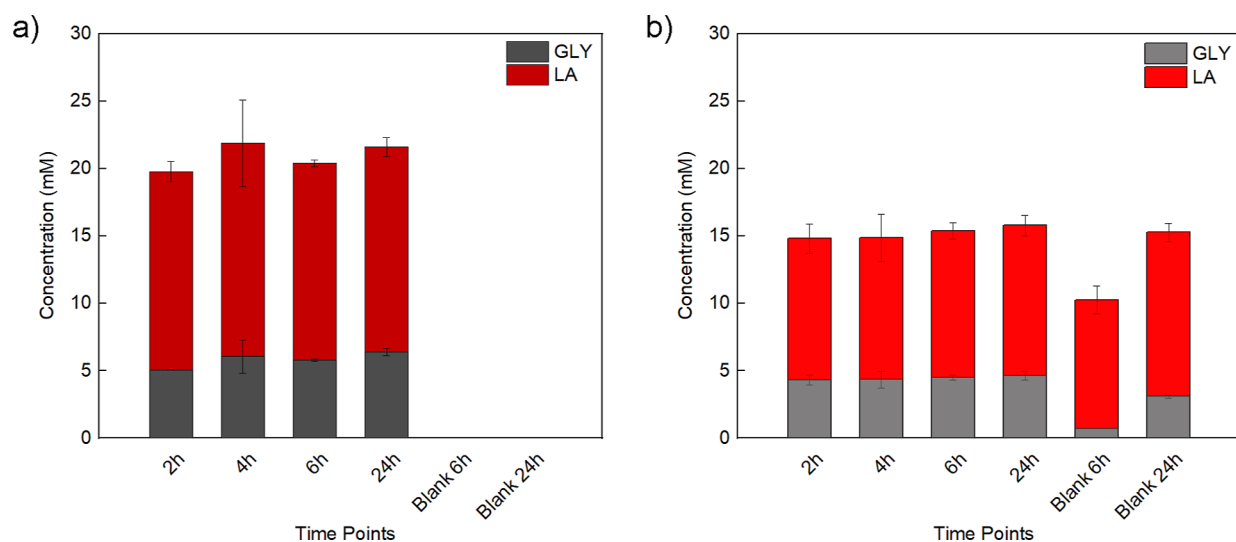 a)
GLY
LA
30
25
20
15
10
5
0
Concentration (mM)
2h
4h
6h
24h
Blank 6h
Blank 24h
Time Points
b)
GLY
LA
30
25
20
15
10
5
0
Concentration (mM)
2h
4h
6h
24h
Blank 6h
Blank 24h
Time Points